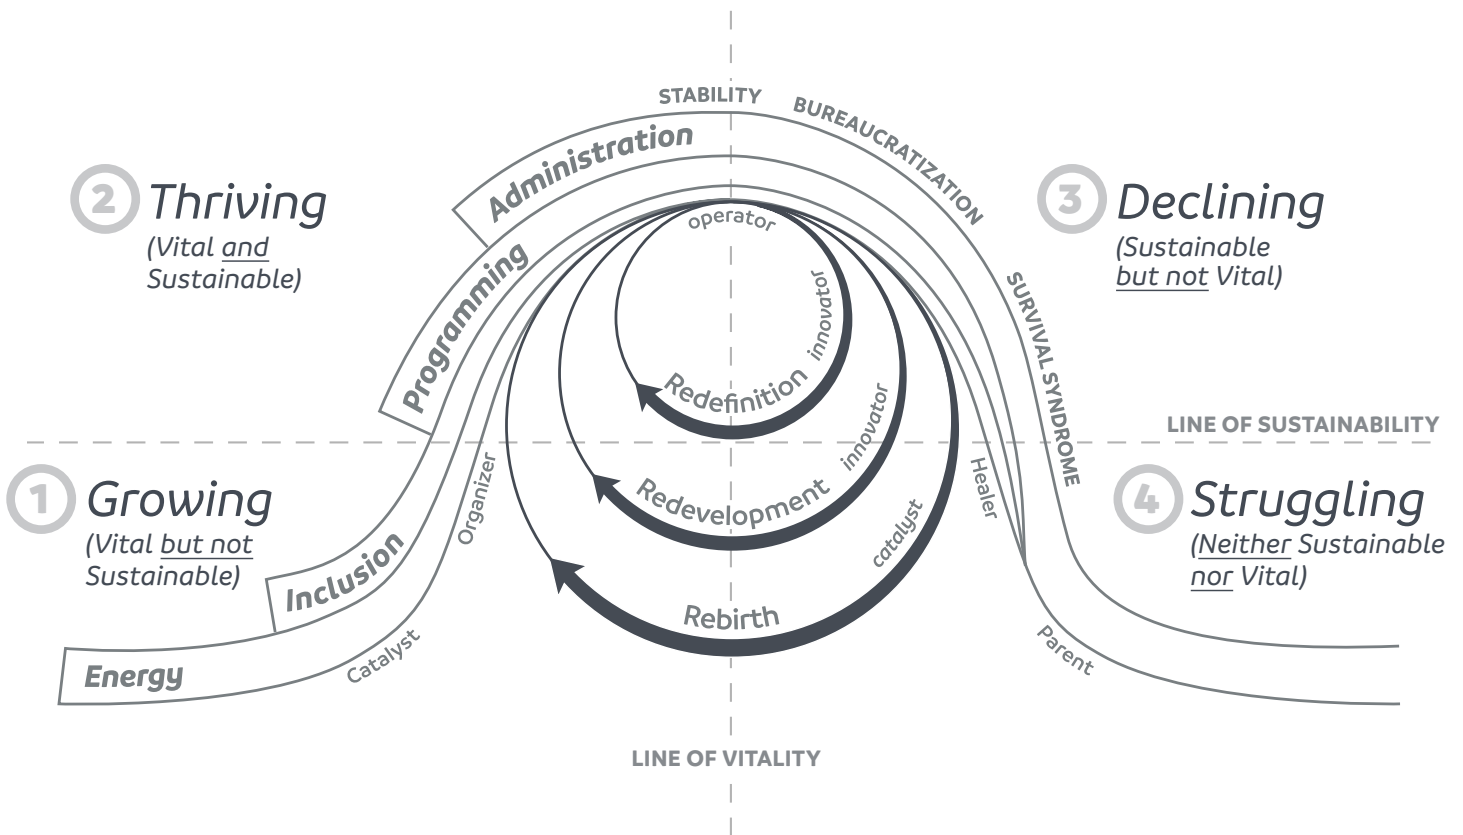 STABILITY
BUREAUCRATIZATION
SURVIVAL SYNDROME
Administration
Programming
Inclusion
Energy
2
Thriving
(Vital and
Sustainable)
3
Declining
(Sustainable
but not Vital)
operator
innovator
Redefinition
innovator
Redevelopment
catalyst
Rebirth
LINE OF SUSTAINABILITY
1
Growing
(Vital but not
Sustainable)
Organizer
Catalyst
Healer
Parent
4
Struggling
(Neither Sustainable
nor Vital)
LINE OF VITALITY